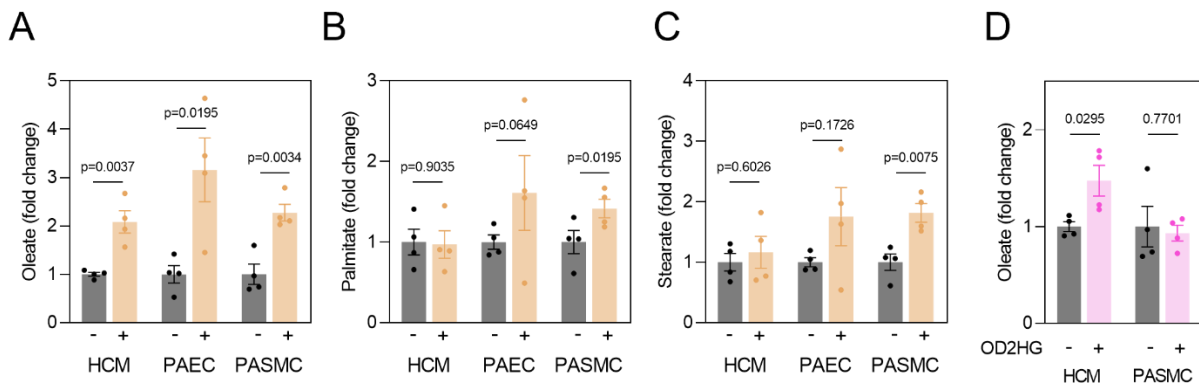 A
Oleate (fold change)
5
4
3
2
1
0
p=0.0037
p=0.0195
p=0.0034
- + - + - +
HCM PAEC PASMC
B
Palmitate (fold change)
3
2
1
0
p=0.9035
p=0.0649
p=0.0195
- + - + - +
HCM PAEC PASMC
C
Stearate (fold change)
4
3
2
1
0
p=0.6026
p=0.1726
p=0.0075
- + - + - +
HCM PAEC PASMC
D
Oleate (fold change)
2
1
0
0.0295 0.7701
OD2HG - + - +
HCM PASMC